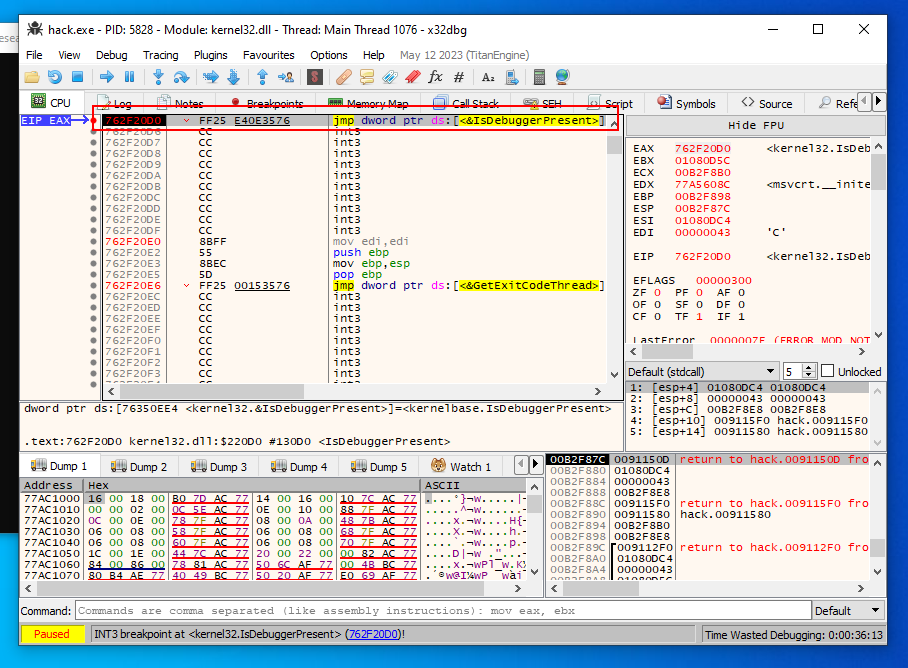 esea
hack.exe - PID: 5828 - Module: kernel32.dll - Thread: Main Thread 1076 - x32dbg
File View Debug Tracing Plugins Favourites Options Help May 12 2023 (TitanEngine)
CPU Log Notes Breakpoints Memory Map Call Stack SEH Script Symbols Source Refe
EIP EAX 762F20D0 FF25 E40E3576 jmp dword ptr ds:[<&IsDebuggerPresent>]
762F20D6 CC int3
762F20D7 CC int3
762F20D8 CC int3
762F20D9 CC int3
762F20DA CC int3
762F20DB CC int3
762F20DC CC int3
762F20DD CC int3
762F20DE CC int3
762F20DF CC int3
762F20E0 8BFF mov edi,edi
762F20E2 55 push ebp
762F20E3 8BEC mov ebp,esp
762F20E5 5D pop ebp
762F20E6 FF25 00153576 jmp dword ptr ds:[<&GetExitCodeThread>]
762F20EC CC int3
762F20ED CC int3
762F20EE CC int3
762F20EF CC int3
762F20F0 CC int3
762F20F1 CC int3
762F20F2 CC int3
762F20F3 CC int3
Hide FPU
EAX 762F20D0 <kernel32.IsDeb
EBX 01080D5C
ECX 00B2F8B0
EDX 77A5608C <msvcrt.__inite
EBP 00B2F898
ESP 00B2F87C
ESI 01080DC4
EDI 00000043 'C'
EIP 762F20D0 <kernel32.IsDeb
EFLAGS 00000300
ZF 0 PF 0 AF 0
OF 0 SF 0 DF 0
CF 0 TF 1 IF 1
LastError 0000007E (ERROR_MOD_NOT
Default (stdcall) 5 Unlocked
1: [esp+4] 01080DC4 01080DC4
2: [esp+8] 00000043 00000043
3: [esp+C] 00B2F8E8 00B2F8E8
4: [esp+10] 009115F0 hack.009115F0
5: [esp+14] 00911580 hack.00911580
dword ptr ds:[76350EE4 <kernel32.&IsDebuggerPresent>]=<kernelbase.IsDebuggerPresent>
.text:762F20D0 kernel32.dll:$220D0 #130D0 <IsDebuggerPresent>
Dump 1 Dump 2 Dump 3 Dump 4 Dump 5 Watch 1
Address Hex ASCII
77AC1000 16 00 18 00 B0 7D AC 77 14 00 16 00 10 7C AC 77 ....°}¬w.....|¬
77AC1010 00 00 02 00 0C 5E AC 77 0E 00 10 00 88 7F AC 77 .....^¬w
77AC1020 0C 00 0E 00 78 7F AC 77 08 00 0A 00 48 7B AC 77 ....x.¬w....H{¬
77AC1030 06 00 08 00 58 7F AC 77 06 00 08 00 68 7F AC 77
77AC1040 06 00 08 00 60 7F AC 77 06 00 08 00 70 7F AC 77
77AC1050 1C 00 1E 00 44 7C AC 77 20 00 22 00 00 82 AC 77
77AC1060 84 00 86 00 78 81 AC 77 50 6C AF 77 00 4B BC 77
77AC1070 80 B4 AE 77 40 49 BC 77 50 20 AF 77 E0 69 AF 77
00B2F87C 0091150D return to hack.0091150D fro
00B2F880 01080DC4
00B2F884 00000043
00B2F888 00B2F8E8
00B2F88C 009115F0 return to hack.009115F0 fro
00B2F890 00911580 hack.00911580
00B2F894 00B2F8B0
00B2F898 00B2F8E8
00B2F89C 009112F0 return to hack.009112F0 fro
00B2F8A0 01080DC4
00B2F8A4 00000043
00B2F8A8 01080D5C
Command: Commands are comma separated (like assembly instructions): mov eax, ebx Default
Paused INT3 breakpoint at <kernel32.IsDebuggerPresent> (762F20D0)! Time Wasted Debugging: 0:00:36:13